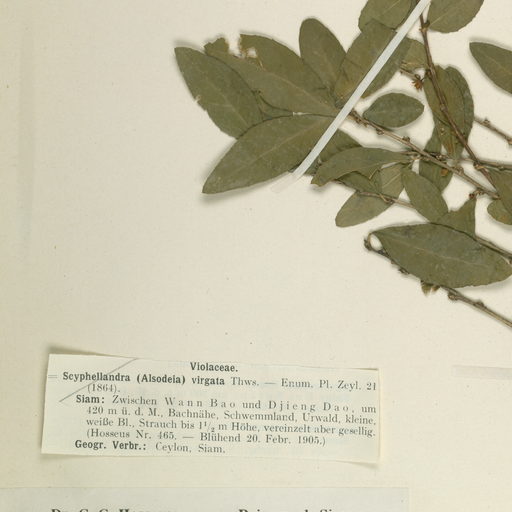 Violaceae.
= Scyphellandra (Alsodeia) virgata Thws. — Enum. Pl. Zeyl. 21
(1864).
Siam: Zwischen Wann Bao und Djieng Dao, um
420 m ü. d. M., Bachnähe, Schwemmland, Urwald, kleine,
weiße Bl., Strauch bis 1 1/2 m Höhe, vereinzelt aber gesellig.
(Hosseus Nr. 465. — Blühend 20. Febr. 1905.)
Geogr. Verbr.: Ceylon, Siam.